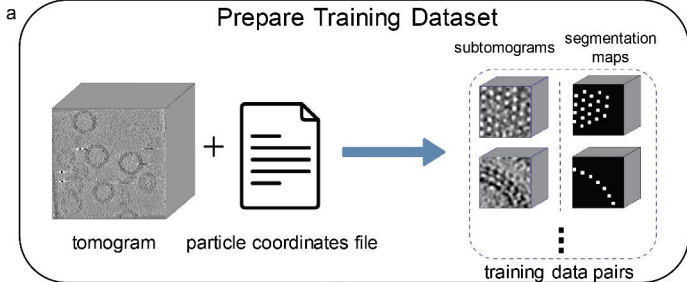 a
Prepare Training Dataset
subtomograms
segmentation
maps
+
tomogram
particle coordinates file
training data pairs